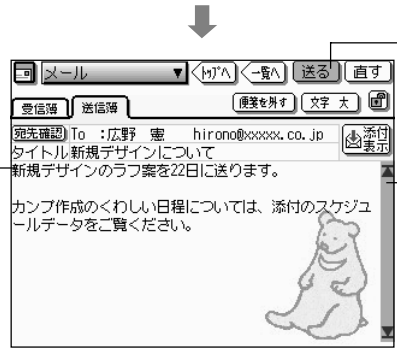 メール ▼ トップへ 一覧へ 送る 直す
受信簿 送信簿 便箋を外す 文字 大
宛先確認 To :広野 憲 hirono@xxxxx.co.jp 添付表示
タイトル 新規デザインについて
新規デザインのラフ案を22日に送ります。
カンプ作成のくわしい日程については、添付のスケジュ
ールデータをご覧ください。